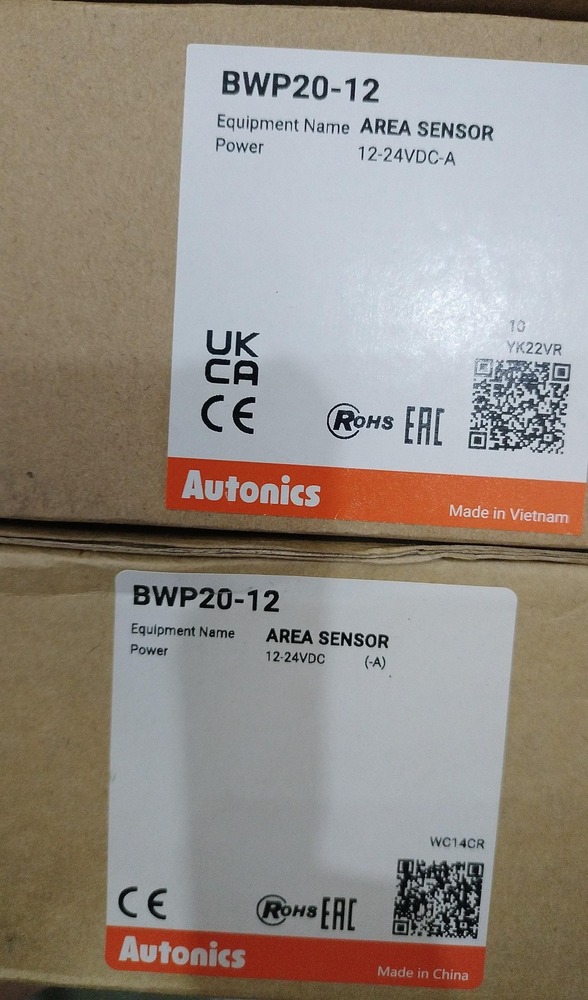 BWP20-12
Equipment Name AREA SENSOR
Power 12-24VDC-A
10
YK22VR
UK
CA
CE
RoHS EAC
Autonics
Made in Vietnam
BWP20-12
Equipment Name AREA SENSOR
Power 12-24VDC (-A)
WC14CR
CE RoHS EAC
Autonics
Made in China